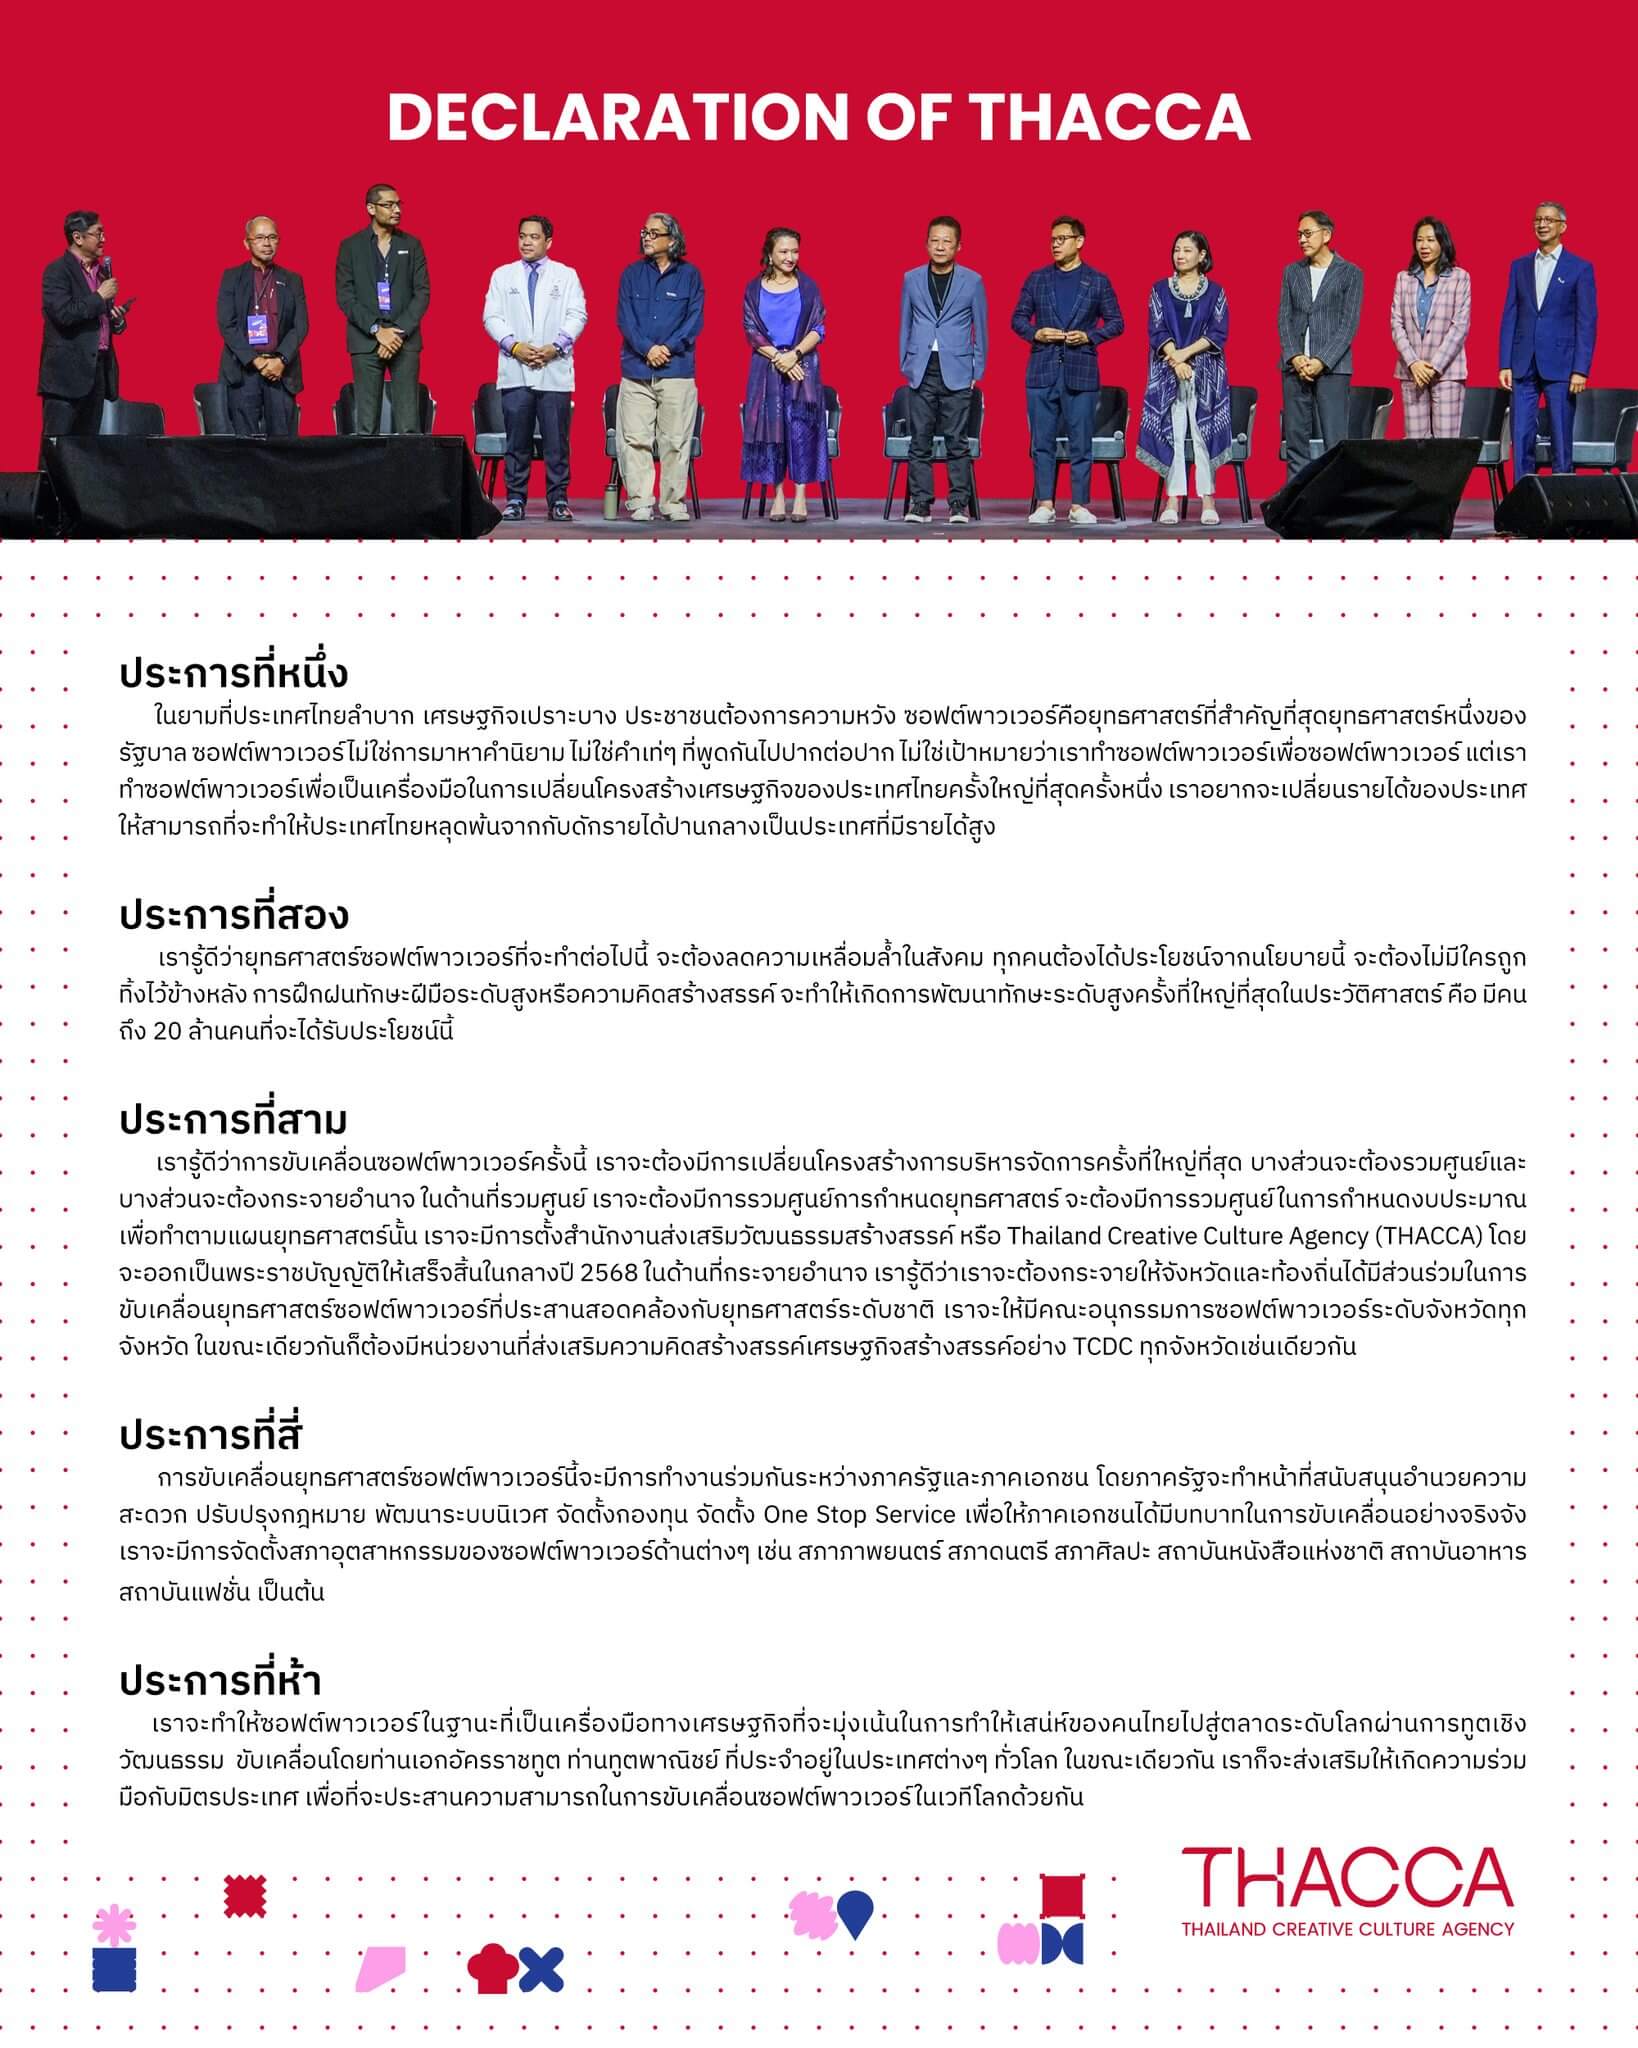 DECLARATION OF THACCA
ประการที่หนึ่ง
ในยามที่ประเทศไทยลำบาก เศรษฐกิจเปราะบาง ประชาชนต้องการความหวัง ซอฟต์พาวเวอร์คือยุทธศาสตร์ที่สำคัญที่สุดยุทธศาสตร์หนึ่งของ
รัฐบาล ซอฟต์พาวเวอร์ไม่ใช่การมาหาคำนิยาม ไม่ใช่คำเท่ๆ ที่พูดกันไปปากต่อปาก ไม่ใช่เป้าหมายว่าเราทำซอฟต์พาวเวอร์เพื่อซอฟต์พาวเวอร์ แต่เรา
ทำซอฟต์พาวเวอร์เพื่อเป็นเครื่องมือในการเปลี่ยนโครงสร้างเศรษฐกิจของประเทศไทยครั้งใหญ่ที่สุดครั้งหนึ่ง เราอยากจะเปลี่ยนรายได้ของประเทศ
ให้สามารถที่จะทำให้ประเทศไทยหลุดพ้นจากกับดักรายได้ปานกลางเป็นประเทศที่มีรายได้สูง
ประการที่สอง
เรารู้ดีว่ายุทธศาสตร์ซอฟต์พาวเวอร์ที่จะทำต่อไปนี้ จะต้องลดความเหลื่อมล้ำในสังคม ทุกคนต้องได้ประโยชน์จากนโยบายนี้ จะต้องไม่มีใครถูก
ทิ้งไว้ข้างหลัง การฝึกฝนทักษะฝีมือระดับสูงหรือความคิดสร้างสรรค์ จะทำให้เกิดการพัฒนาทักษะระดับสูงครั้งที่ใหญ่ที่สุดในประวัติศาสตร์ คือ มีคน
ถึง 20 ล้านคนที่จะได้รับประโยชน์นี้
ประการที่สาม
เรารู้ดีว่าการขับเคลื่อนซอฟต์พาวเวอร์ครั้งนี้ เราจะต้องมีการเปลี่ยนโครงสร้างการบริหารจัดการครั้งที่ใหญ่ที่สุด บางส่วนจะต้องรวมศูนย์และ
บางส่วนจะต้องกระจายอำนาจ ในด้านที่รวมศูนย์ เราจะต้องมีการรวมศูนย์การกำหนดยุทธศาสตร์ จะต้องมีการรวมศูนย์ในการกำหนดงบประมาณ
เพื่อทำตามแผนยุทธศาสตร์นั้น เราจะมีการตั้งสำนักงานส่งเสริมวัฒนธรรมสร้างสรรค์ หรือ Thailand Creative Culture Agency (THACCA) โดย
จะออกเป็นพระราชบัญญัติให้เสร็จสิ้นในกลางปี 2568 ในด้านที่กระจายอำนาจ เรารู้ดีว่าเราจะต้องกระจายให้จังหวัดและท้องถิ่นได้มีส่วนร่วมในการ
ขับเคลื่อนยุทธศาสตร์ซอฟต์พาวเวอร์ที่ประสานสอดคล้องกับยุทธศาสตร์ระดับชาติ เราจะให้มีคณะอนุกรรมการซอฟต์พาวเวอร์ระดับจังหวัดทุก
จังหวัด ในขณะเดียวกันก็ต้องมีหน่วยงานที่ส่งเสริมความคิดสร้างสรรค์เศรษฐกิจสร้างสรรค์อย่าง TCDC ทุกจังหวัดเช่นเดียวกัน
ประการที่สี่
การขับเคลื่อนยุทธศาสตร์ซอฟต์พาวเวอร์นี้จะมีการทำงานร่วมกันระหว่างภาครัฐและภาคเอกชน โดยภาครัฐจะทำหน้าที่สนับสนุนอำนวยความ
สะดวก ปรับปรุงกฎหมาย พัฒนาระบบนิเวศ จัดตั้งกองทุน จัดตั้ง One Stop Service เพื่อให้ภาคเอกชนได้มีบทบาทในการขับเคลื่อนอย่างจริงจัง
เราจะมีการจัดตั้งสภาอุตสาหกรรมของซอฟต์พาวเวอร์ด้านต่างๆ เช่น สภาภาพยนตร์ สภาดนตรี สภาศิลปะ สถาบันหนังสือแห่งชาติ สถาบันอาหาร
สถาบันแฟชั่น เป็นต้น
ประการที่ห้า
เราจะทำให้ซอฟต์พาวเวอร์ในฐานะที่เป็นเครื่องมือทางเศรษฐกิจที่จะมุ่งเน้นในการทำให้เสน่ห์ของคนไทยไปสู่ตลาดระดับโลกผ่านการทูตเชิง
วัฒนธรรม ขับเคลื่อนโดยท่านเอกอัครราชทูต ท่านทูตพาณิชย์ ที่ประจำอยู่ในประเทศต่างๆ ทั่วโลก ในขณะเดียวกัน เราก็จะส่งเสริมให้เกิดความร่วม
มือกับมิตรประเทศ เพื่อที่จะประสานความสามารถในการขับเคลื่อนซอฟต์พาวเวอร์ในเวทีโลกด้วยกัน
THACCA
THAILAND CREATIVE CULTURE AGENCY